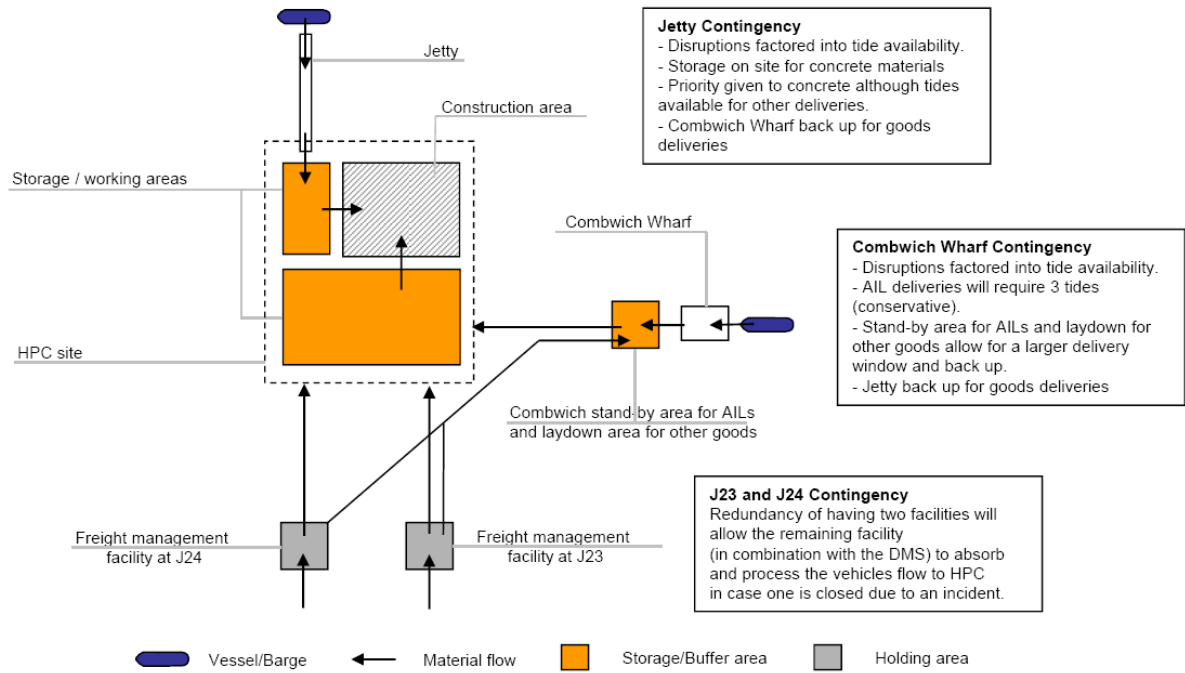 Jetty
Construction area
Storage / working areas
HPC site
Jetty Contingency
- Disruptions factored into tide availability.
- Storage on site for concrete materials
- Priority given to concrete although tides
available for other deliveries.
- Combwich Wharf back up for goods
deliveries
Combwich Wharf
Combwich Wharf Contingency
- Disruptions factored into tide availability.
- AIL deliveries will require 3 tides
(conservative).
- Stand-by area for AILs and laydown for
other goods allow for a larger delivery
window and back up.
- Jetty back up for goods deliveries
Combwich stand-by area for AILs
and laydown area for other goods
Freight management
facility at J24
Freight management
facility at J23
J23 and J24 Contingency
Redundancy of having two facilities will
allow the remaining facility
(in combination with the DMS) to absorb
and process the vehicles flow to HPC
in case one is closed due to an incident.
Vessel/Barge
Material flow
Storage/Buffer area
Holding area